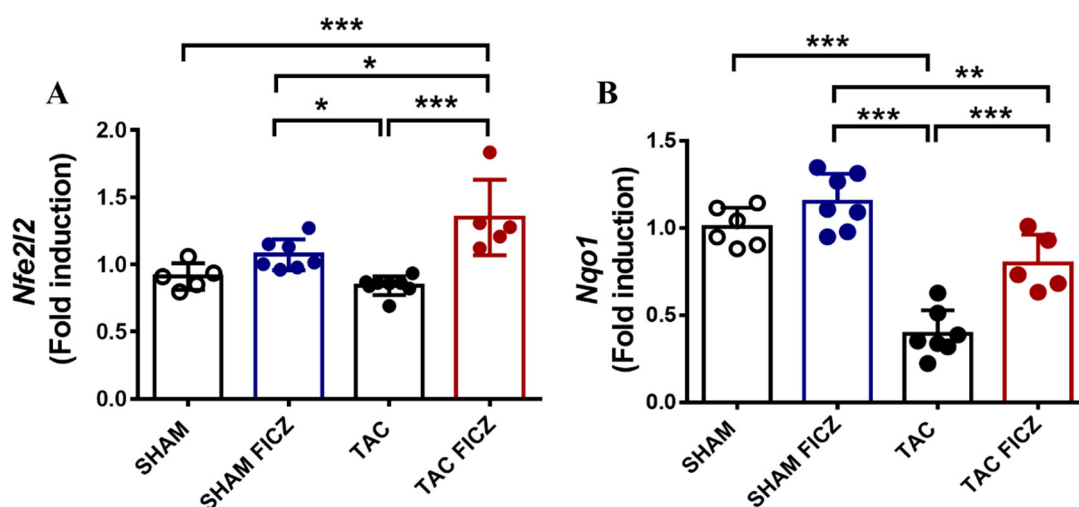 ***
*
A
*
***
Nfe2l2
(Fold induction)
2.0
1.5
1.0
0.5
0.0
SHAM
SHAM FICZ
TAC
TAC FICZ
***
**
B
***
***
Nqo1
(Fold induction)
1.5
1.0
0.5
0.0
SHAM
SHAM FICZ
TAC
TAC FICZ